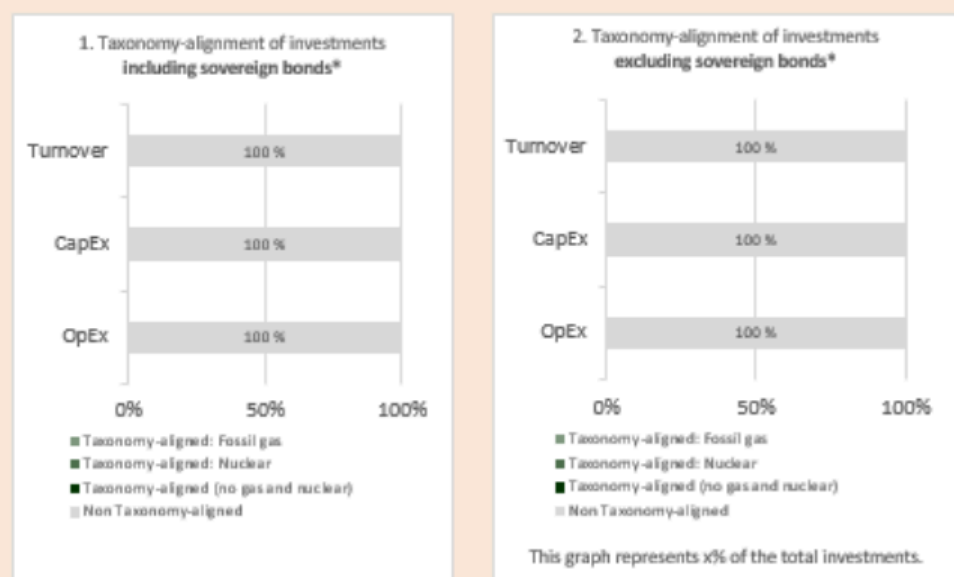 1. Taxonomy-alignment of investments
including sovereign bonds*
Turnover
100 %
CapEx
100 %
OpEx
100 %
0%
50%
100%
Taxonomy-aligned: Fossil gas
Taxonomy-aligned: Nuclear
Taxonomy-aligned (no gas and nuclear)
Non Taxonomy-aligned
2. Taxonomy-alignment of investments
excluding sovereign bonds*
Turnover
100 %
CapEx
100 %
OpEx
100 %
0%
50%
100%
Taxonomy-aligned: Fossil gas
Taxonomy-aligned: Nuclear
Taxonomy-aligned (no gas and nuclear)
Non Taxonomy-aligned
This graph represents x% of the total investments.